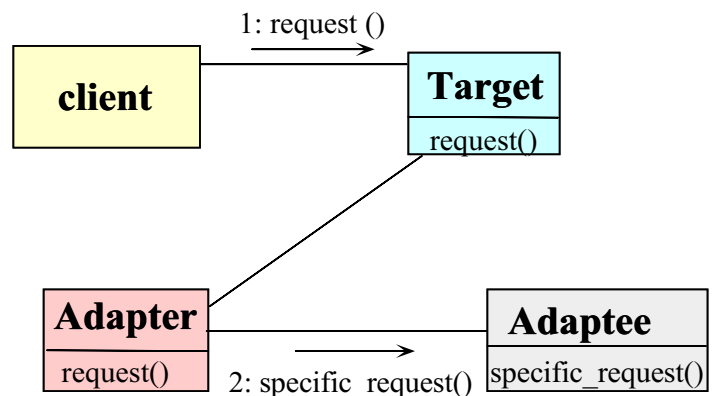 1: request ()
client
Target
request()
Adapter
request()
Adaptee
specific_request()
2: specific_request()